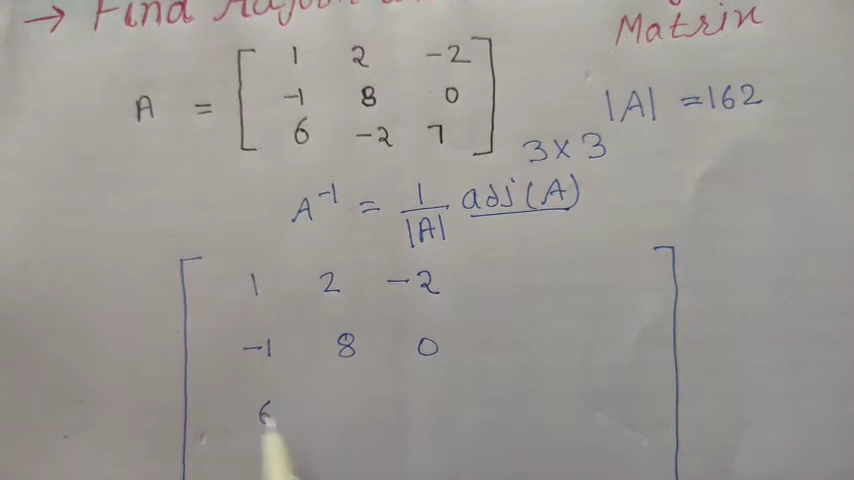 → Find
Matrix
A = [ 1 2 -2
-1 8 0
6 -2 7 ] 3×3
|A| = 162
A⁻¹ = 1/|A| adj(A)
[ 1 2 -2
-1 8 0
6 ]